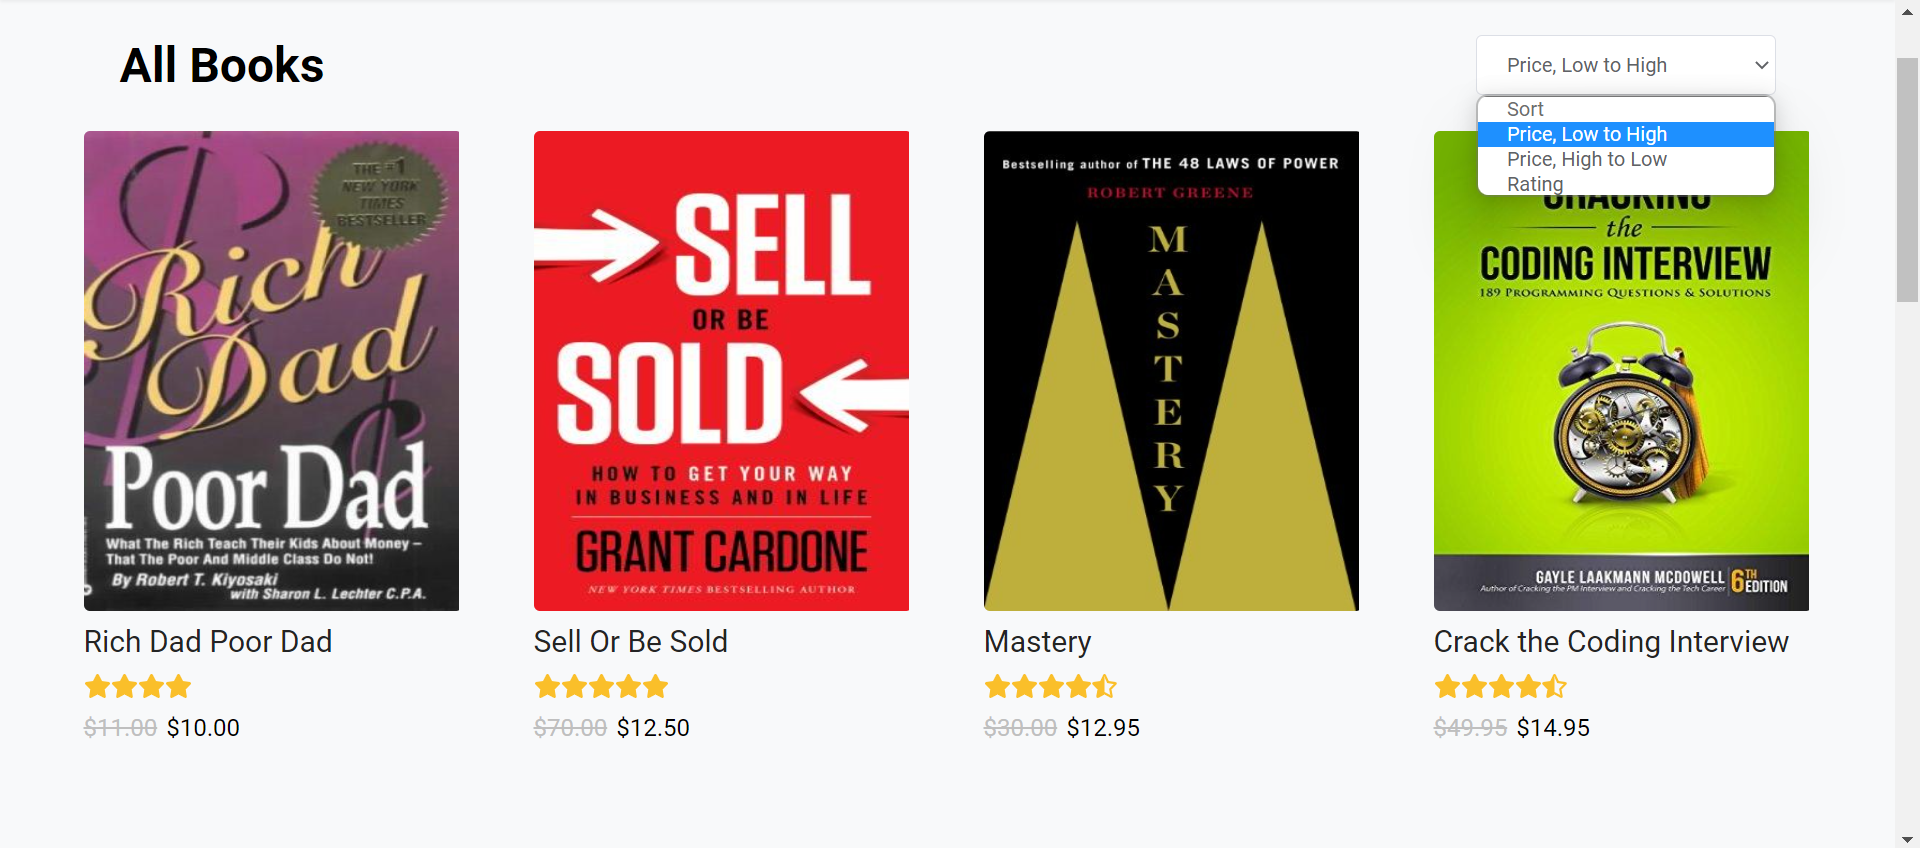 All Books
Price, Low to High
Sort
Price, Low to High
Price, High to Low
Rating
THE #1
NEW YORK
TIMES
BESTSELLER
Rich
Dad
Poor Dad
What The Rich Teach Their Kids About Money –
That The Poor And Middle Class Do Not!
By Robert T. Kiyosaki
with Sharon L. Lechter C.P.A.
SELL
OR BE
SOLD
HOW TO GET YOUR WAY
IN BUSINESS AND IN LIFE
GRANT CARDONE
NEW YORK TIMES BESTSELLING AUTHOR
Bestselling author of THE 48 LAWS OF POWER
ROBERT GREENE
MASTERY
CRACKING
the
CODING INTERVIEW
189 PROGRAMMING QUESTIONS & SOLUTIONS
GAYLE LAAKMANN MCDOWELL
Author of Cracking the PM Interview and Cracking the Tech Career
6TH EDITION
Rich Dad Poor Dad
$11.00 $10.00
Sell Or Be Sold
$70.00 $12.50
Mastery
$30.00 $12.95
Crack the Coding Interview
$49.95 $14.95